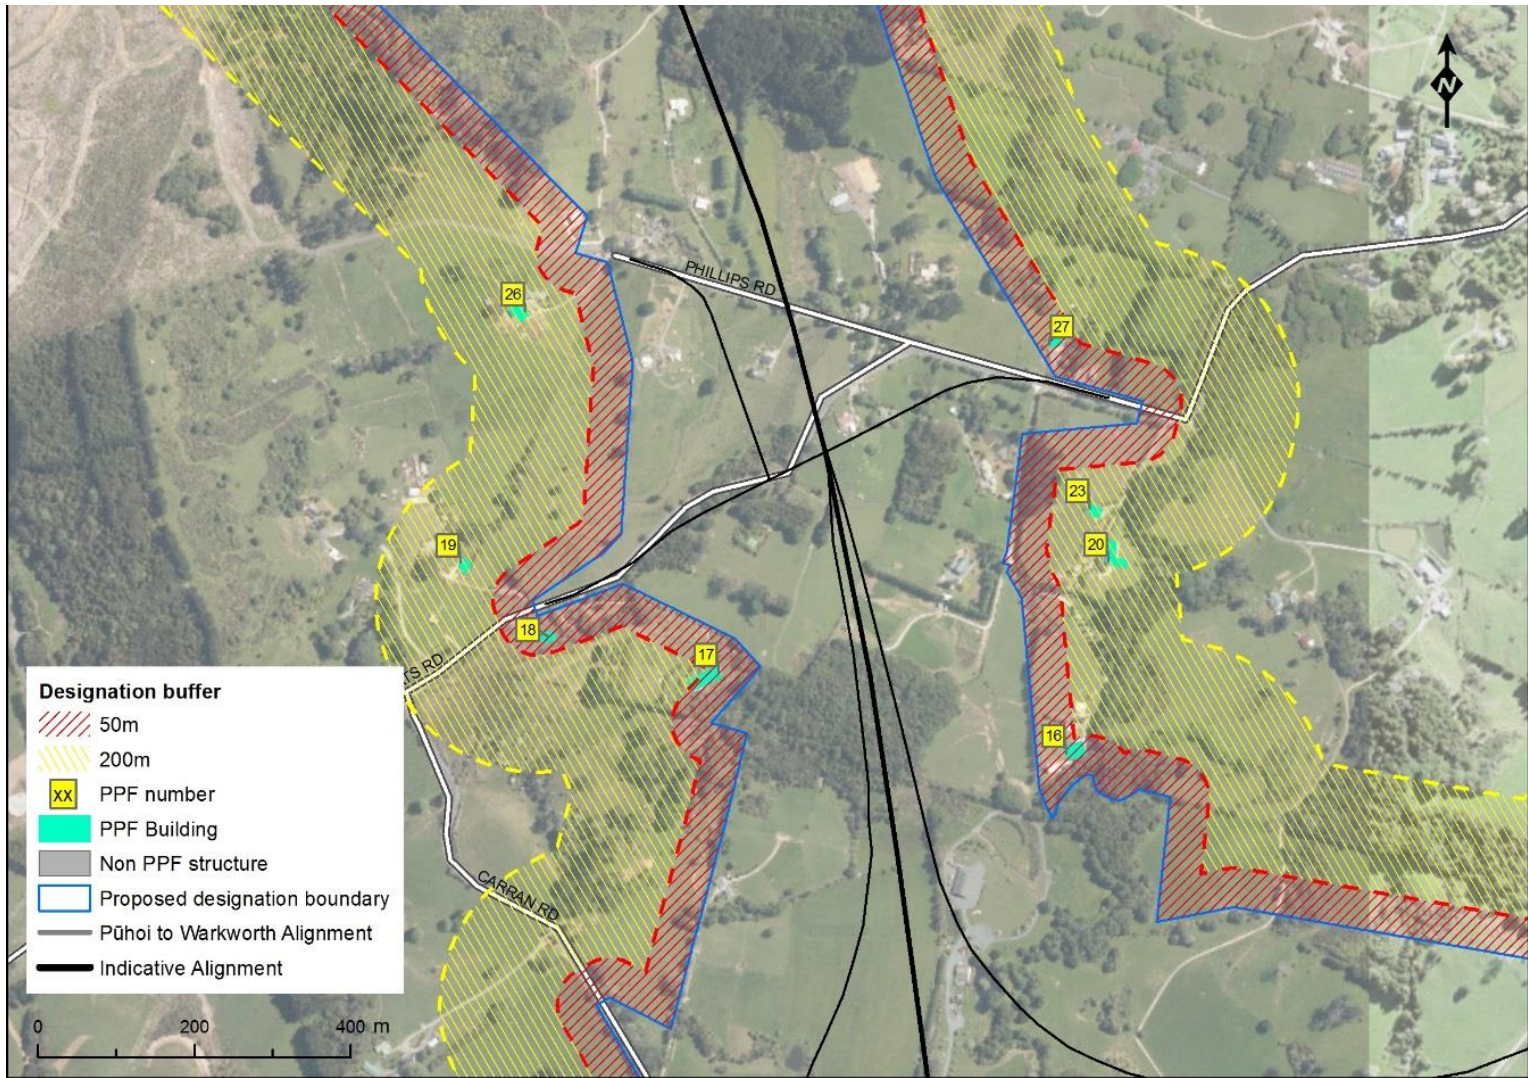 N
PHILLIPS RD
26
27
23
19
20
18
17
TS RD
16
CARRAN RD
Designation buffer
50m
200m
xx PPF number
PPF Building
Non PPF structure
Proposed designation boundary
Pūhoi to Warkworth Alignment
Indicative Alignment
0 200 400 m